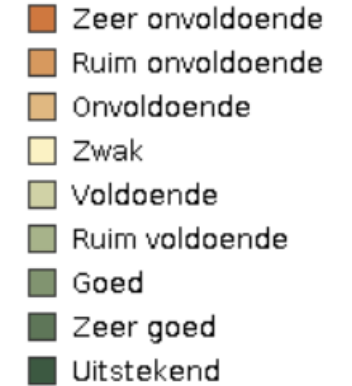 Zeer onvoldoende
Ruim onvoldoende
Onvoldoende
Zwak
Voldoende
Ruim voldoende
Goed
Zeer goed
Uitstekend